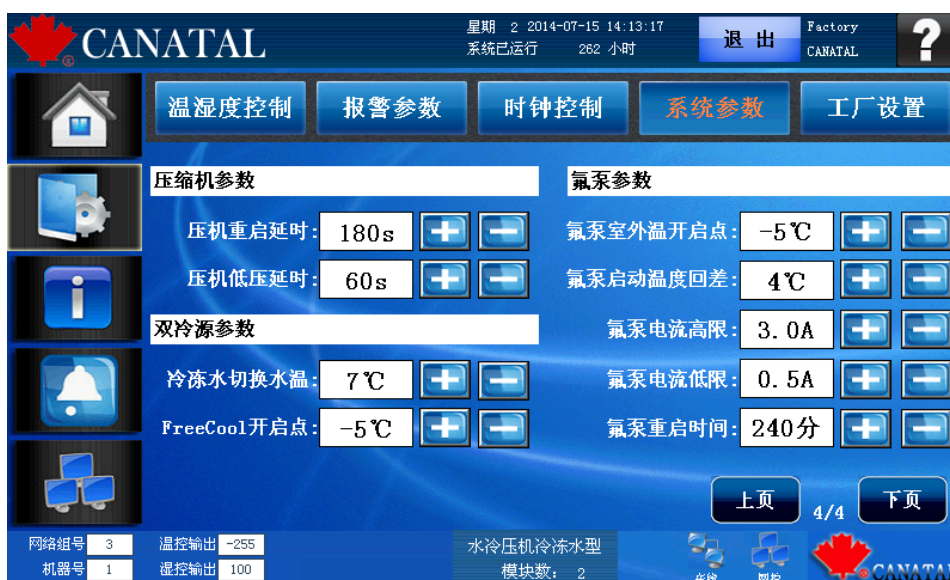 CANATAL
星期 2 2014-07-15 14:13:17
系统已运行 262 小时
退 出
Factory
CANATAL
?
温湿度控制 报警参数 时钟控制 系统参数 工厂设置
压缩机参数
压机重启延时: 180s
压机低压延时: 60s
双冷源参数
冷冻水切换水温: 7℃
FreeCool开启点: -5℃
氟泵参数
氟泵室外温开启点: -5℃
氟泵启动温度回差: 4℃
氟泵电流高限: 3.0A
氟泵电流低限: 0.5A
氟泵重启时间: 240分
上页 4/4 下页
网络组号 3 温控输出 -255
机器号 1 湿控输出 100
水冷压机冷冻水型
模块数: 2
CANATA